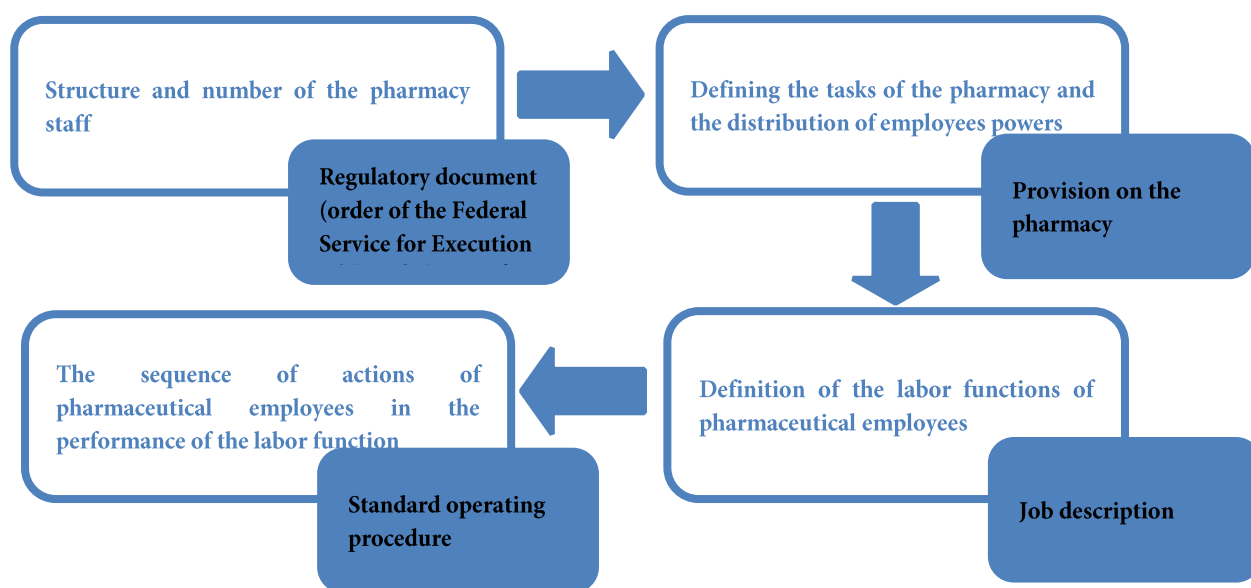 Structure and number of the pharmacy
staff
Regulatory document
(order of the Federal
Service for Execution
Defining the tasks of the pharmacy and
the distribution of employees powers
Provision on the
pharmacy
Definition of the labor functions of
pharmaceutical employees
Job description
The sequence of actions of
pharmaceutical employees in the
performance of the labor function
Standard operating
procedure